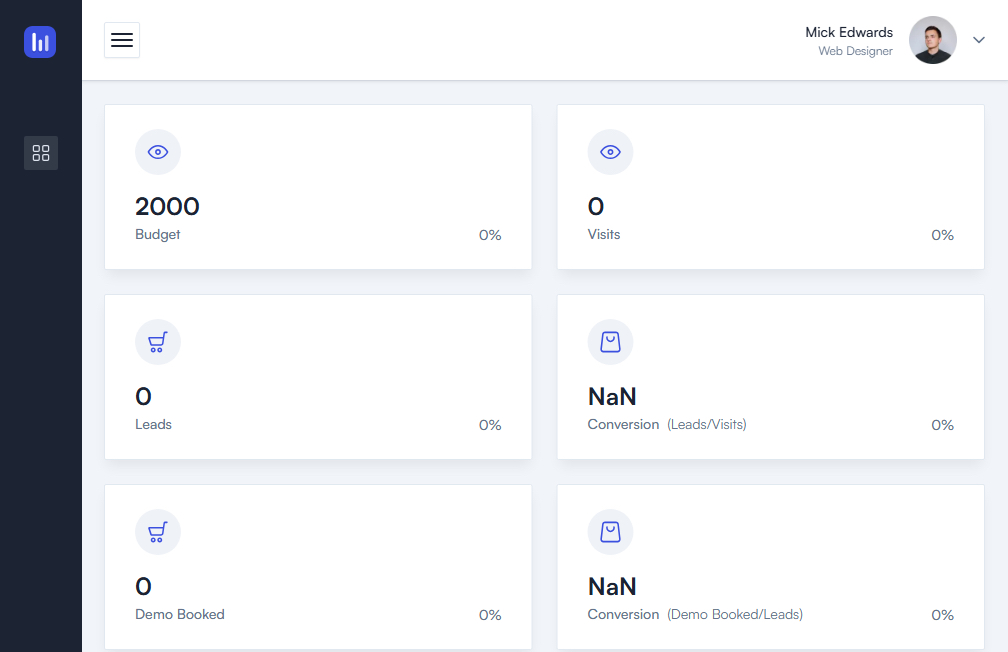 Mick Edwards
Web Designer
2000
Budget
0%
0
Visits
0%
0
Leads
0%
NaN
Conversion (Leads/Visits)
0%
0
Demo Booked
0%
NaN
Conversion (Demo Booked/Leads)
0%